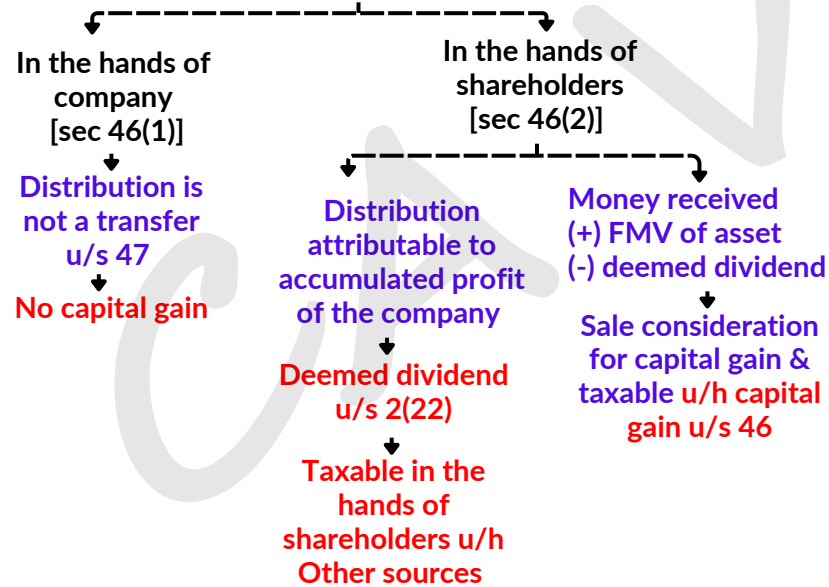 In the hands of
company
[sec 46(1)]
Distribution is
not a transfer
u/s 47
No capital gain
In the hands of
shareholders
[sec 46(2)]
Distribution
attributable to
accumulated profit
of the company
Deemed dividend
u/s 2(22)
Taxable in the
hands of
shareholders u/h
Other sources
Money received
(+) FMV of asset
(-) deemed dividend
Sale consideration
for capital gain &
taxable u/h capital
gain u/s 46
CA V